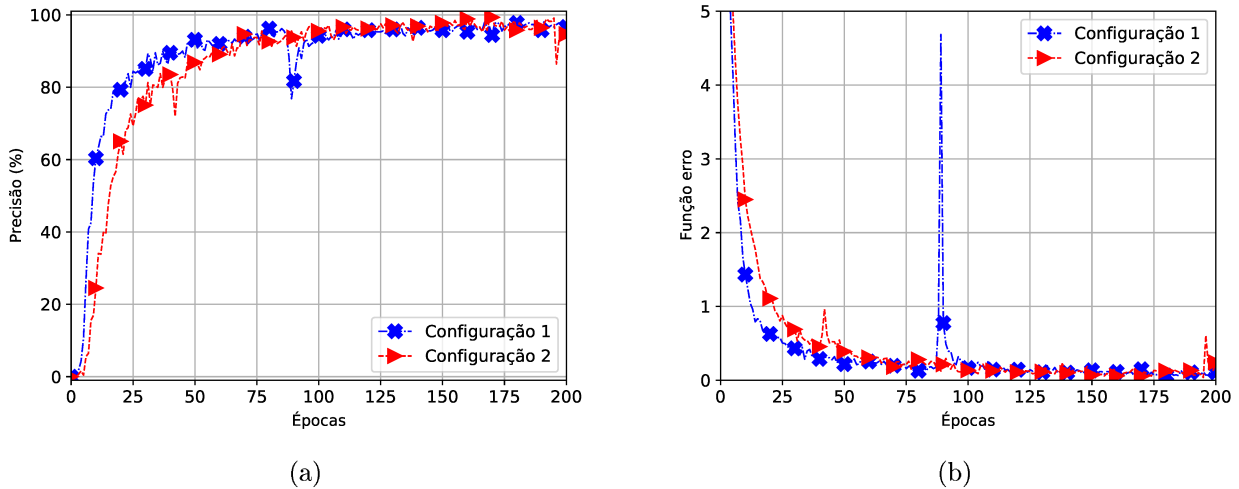 100
80
60
40
20
0
Precisão (%)
0 25 50 75 100 125 150 175 200
Épocas
Configuração 1
Configuração 2
(a)
5
4
3
2
1
0
Função erro
0 25 50 75 100 125 150 175 200
Épocas
Configuração 1
Configuração 2
(b)